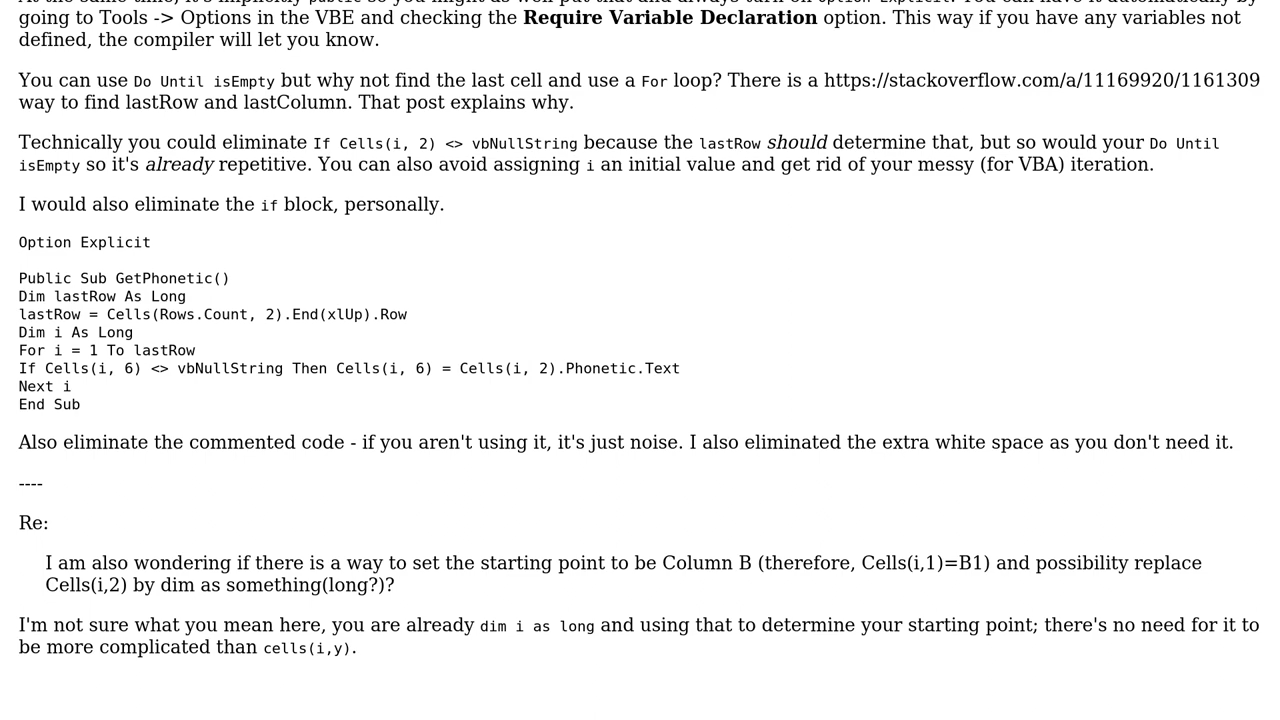 going to Tools -> Options in the VBE and checking the Require Variable Declaration option. This way if you have any variables not
defined, the compiler will let you know.
You can use Do Until isEmpty but why not find the last cell and use a For loop? There is a https://stackoverflow.com/a/11169920/1161309
way to find lastRow and lastColumn. That post explains why.
Technically you could eliminate If Cells(i, 2) <> vbNullString because the lastRow should determine that, but so would your Do Until
isEmpty so it's already repetitive. You can also avoid assigning i an initial value and get rid of your messy (for VBA) iteration.
I would also eliminate the if block, personally.
Option Explicit
Public Sub GetPhonetic()
Dim lastRow As Long
lastRow = Cells(Rows.Count, 2).End(xlUp).Row
Dim i As Long
For i = 1 To lastRow
If Cells(i, 6) <> vbNullString Then Cells(i, 6) = Cells(i, 2).Phonetic.Text
Next i
End Sub
Also eliminate the commented code - if you aren't using it, it's just noise. I also eliminated the extra white space as you don't need it.
----
Re:
I am also wondering if there is a way to set the starting point to be Column B (therefore, Cells(i,1)=B1) and possibility replace
Cells(i,2) by dim as something(long?)?
I'm not sure what you mean here, you are already dim i as long and using that to determine your starting point; there's no need for it to
be more complicated than cells(i,y).